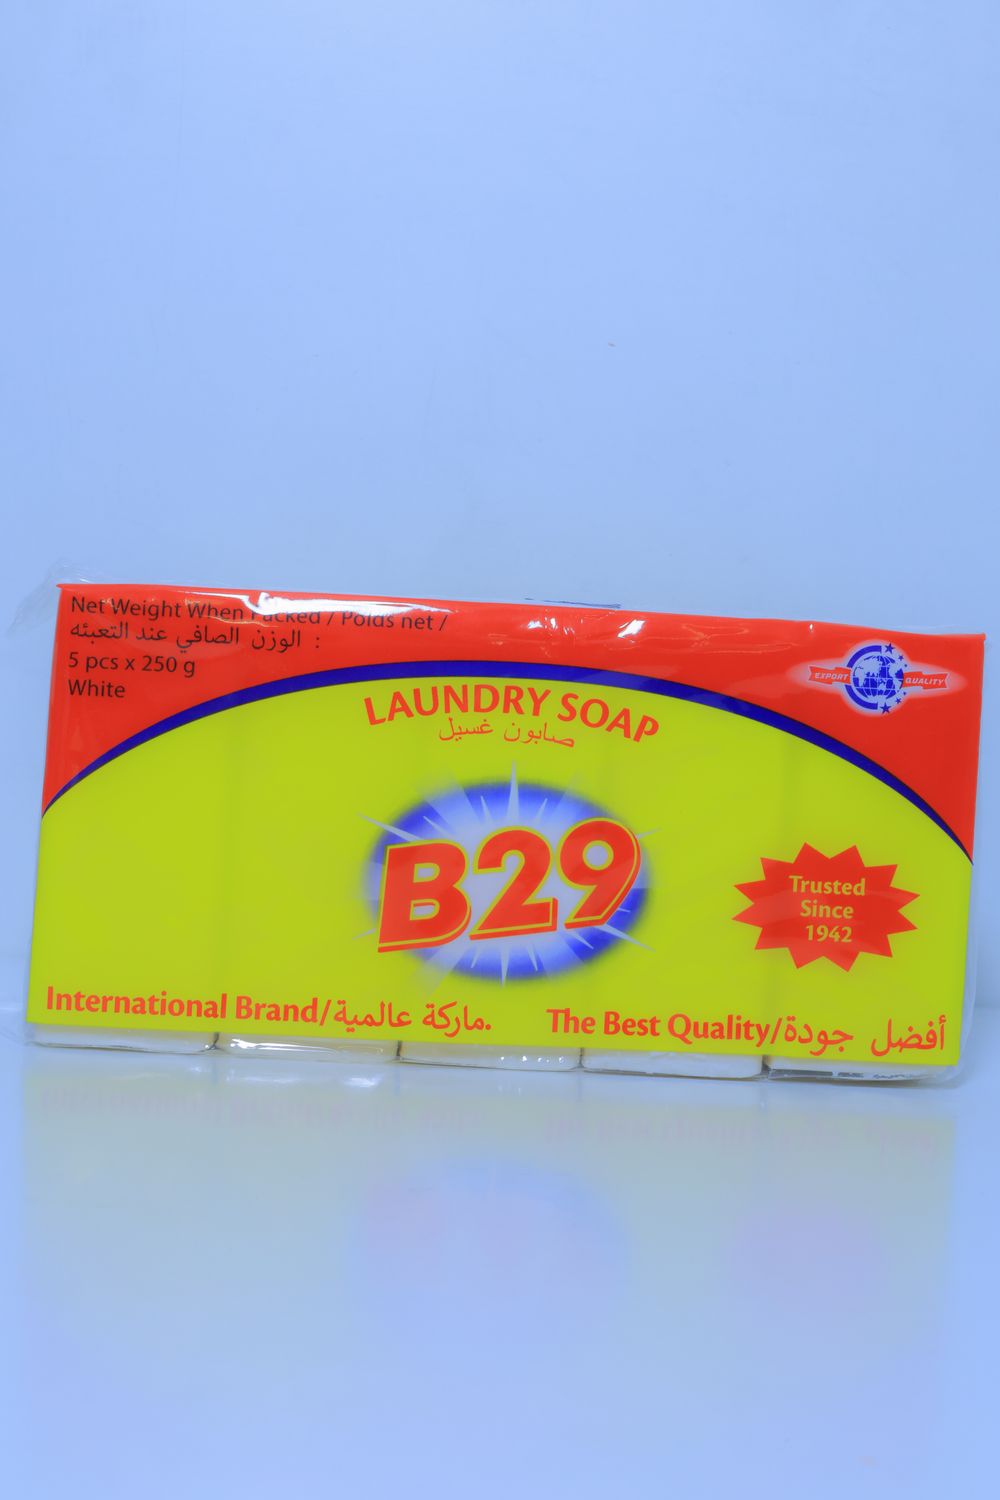 Net Weight When Packed / Poids net /
الوزن الصافي عند التعبئه :
5 pcs x 250 g
White
EXPORT QUALITY
LAUNDRY SOAP
صابون غسيل
B29
Trusted
Since
1942
International Brand/ماركة عالمية.
The Best Quality/أفضل جودة